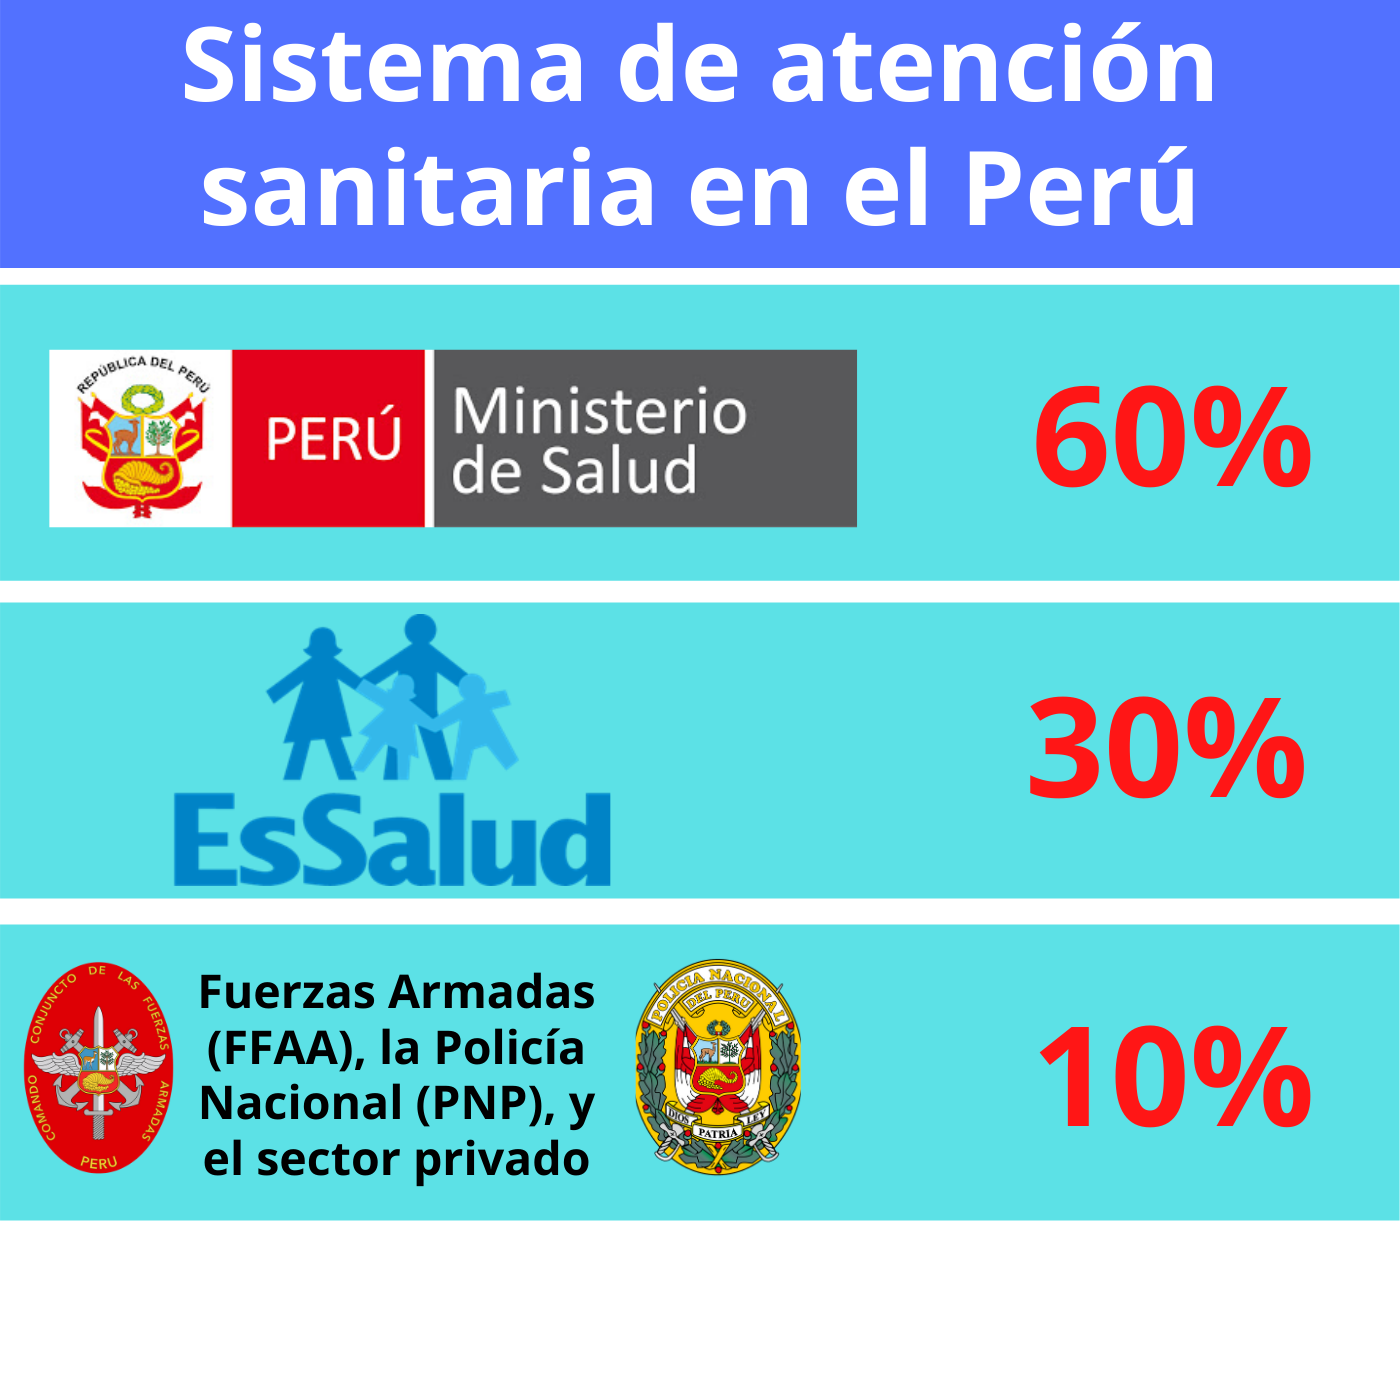 Sistema de atención
sanitaria en el Perú
REPÚBLICA DEL PERÚ
PERÚ
Ministerio
de Salud
60%
EsSalud
30%
COMANDO CONJUNTO DE LAS FUERZAS ARMADAS
PERU
Fuerzas Armadas
(FFAA), la Policía
Nacional (PNP), y
el sector privado
POLICIA NACIONAL
DEL PERU
DIOS
PATRIA
LEY
10%